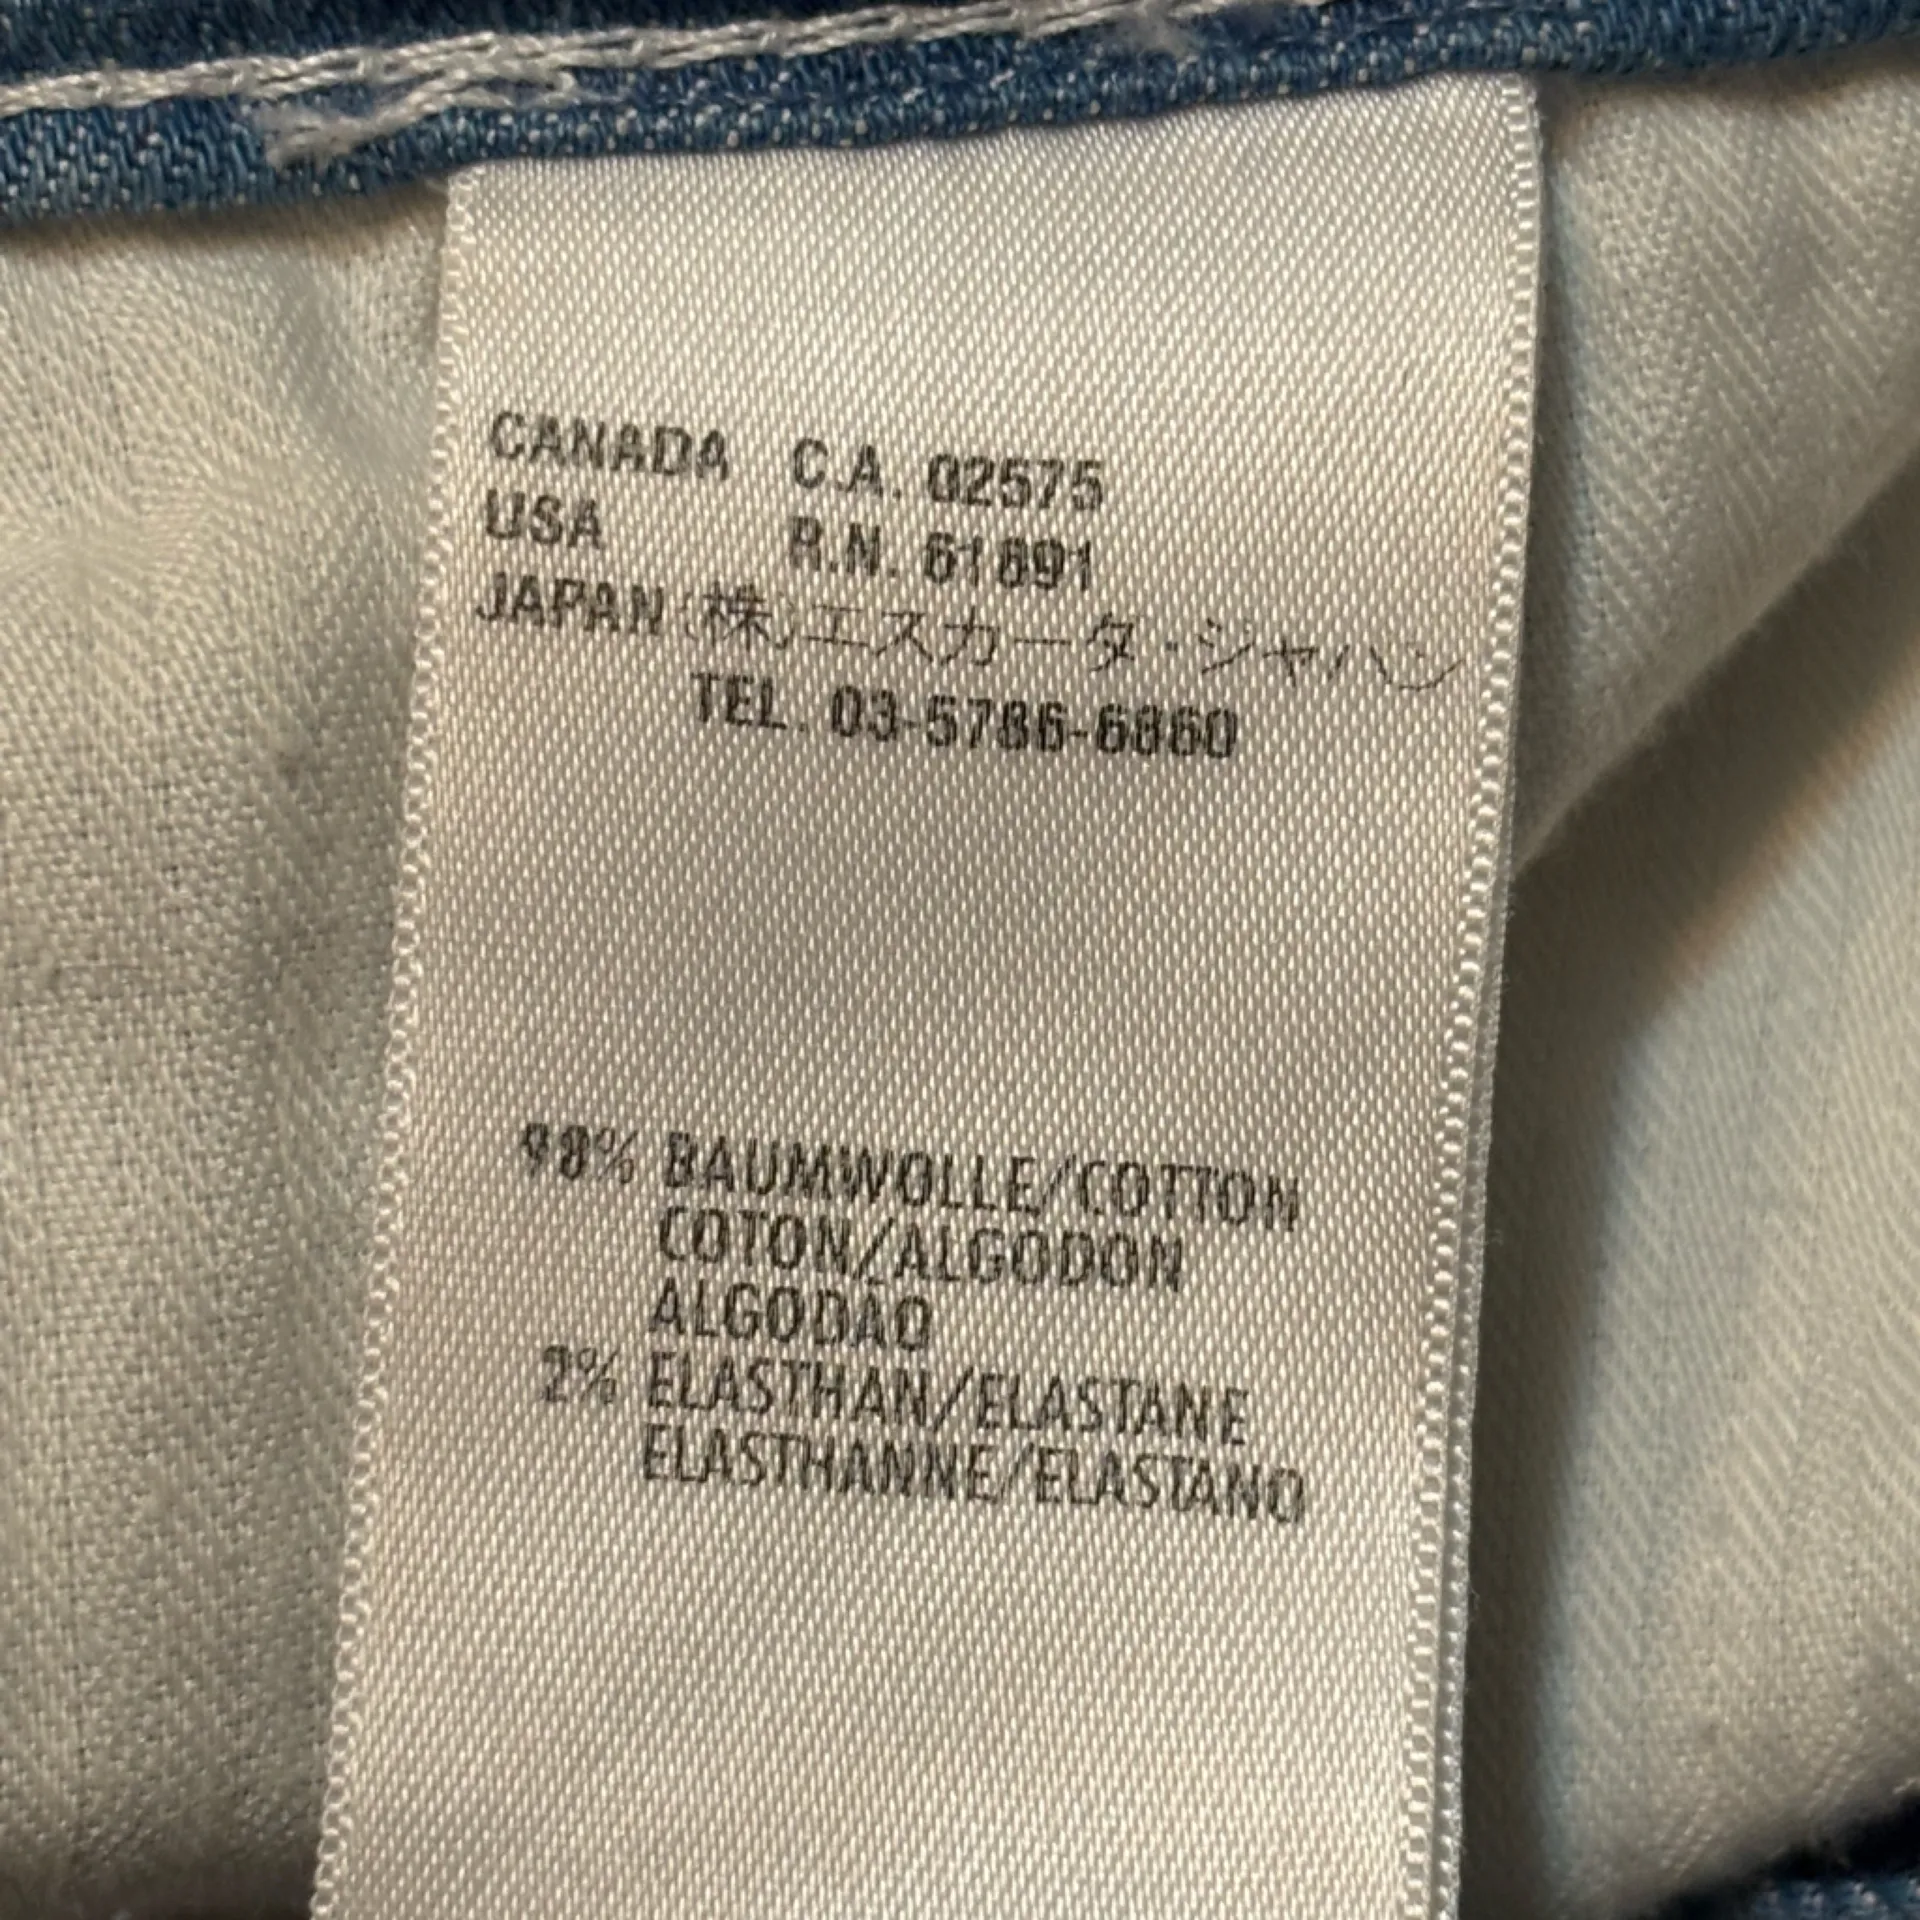 CANADA C.A. 02575
USA R.N. 61891
JAPAN (株)エスカーダ・ジャパン
TEL. 03-5786-6860
98% BAUMWOLLE/COTTON
COTON/ALGODON
ALGODAO
2% ELASTHAN/ELASTANE
ELASTHANNE/ELASTANO